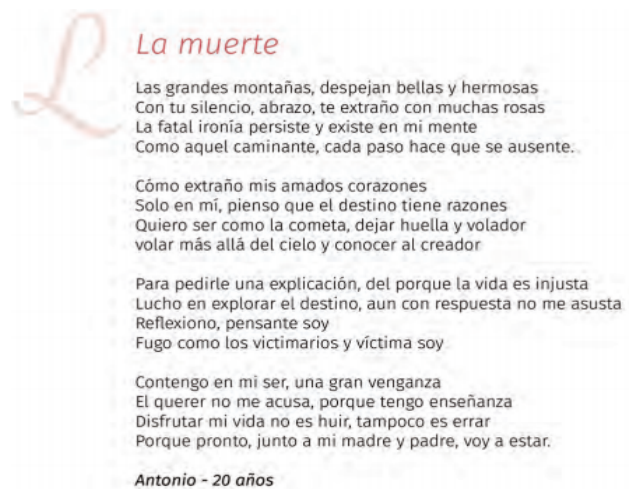 L
La muerte
Las grandes montañas, despejan bellas y hermosas
Con tu silencio, abrazo, te extraño con muchas rosas
La fatal ironía persiste y existe en mi mente
Como aquel caminante, cada paso hace que se ausente.
Cómo extraño mis amados corazones
Solo en mí, pienso que el destino tiene razones
Quiero ser como la cometa, dejar huella y volador
volar más allá del cielo y conocer al creador
Para pedirle una explicación, del porque la vida es injusta
Lucho en explorar el destino, aun con respuesta no me asusta
Reflexiono, pensante soy
Fugo como los victimarios y víctima soy
Contengo en mi ser, una gran venganza
El querer no me acusa, porque tengo enseñanza
Disfrutar mi vida no es huir, tampoco es errar
Porque pronto, junto a mi madre y padre, voy a estar.
Antonio - 20 años